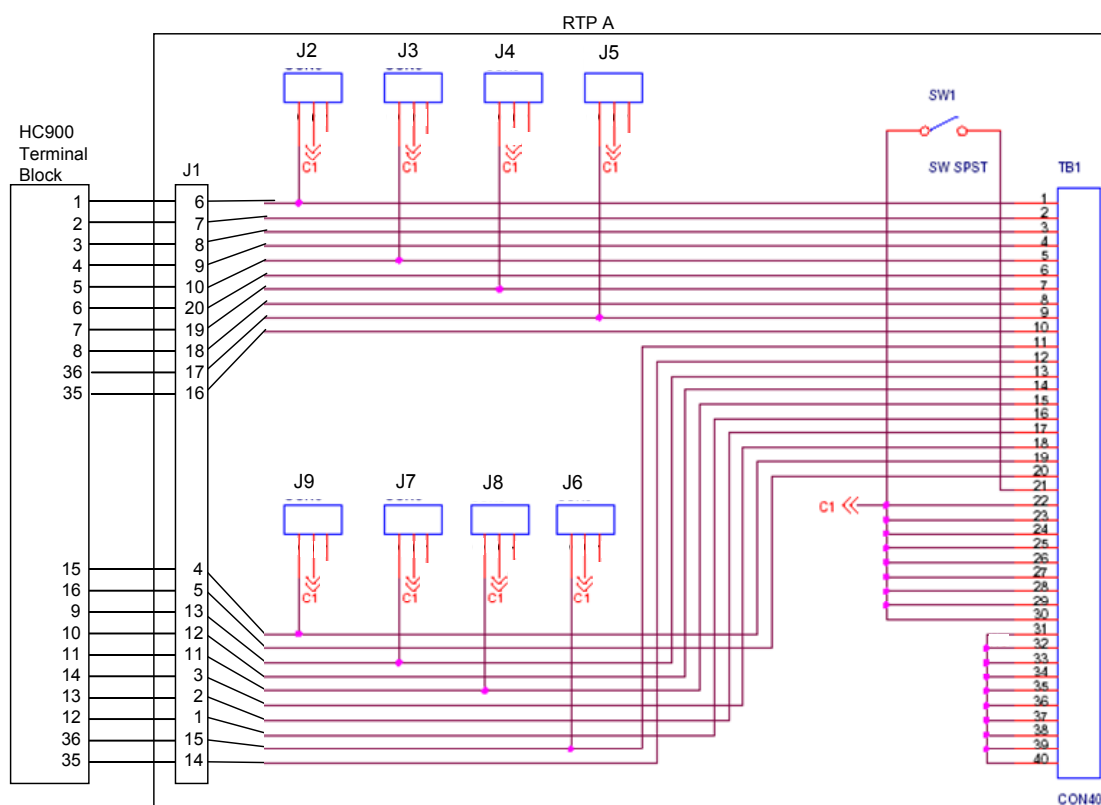 RTP A
J2 J3 J4 J5
C1 C1 C1 C1
SW1
SW SPST
HC900
Terminal
Block
J1
TB1
1 6 1
2 7 2
3 8 3
4 9 4
5 10 5
6 20 6
7 19 7
8 18 8
36 17 9
35 16 10
11
12
13
14
15
16
17
18
19
20
21
22
23
24
25
26
27
28
29
30
31
32
33
34
35
36
37
38
39
40
C1
J9 J7 J8 J6
C1 C1 C1 C1
15 4
16 5
9 13
10 12
11 11
14 3
13 2
12 1
36 15
35 14
CON40